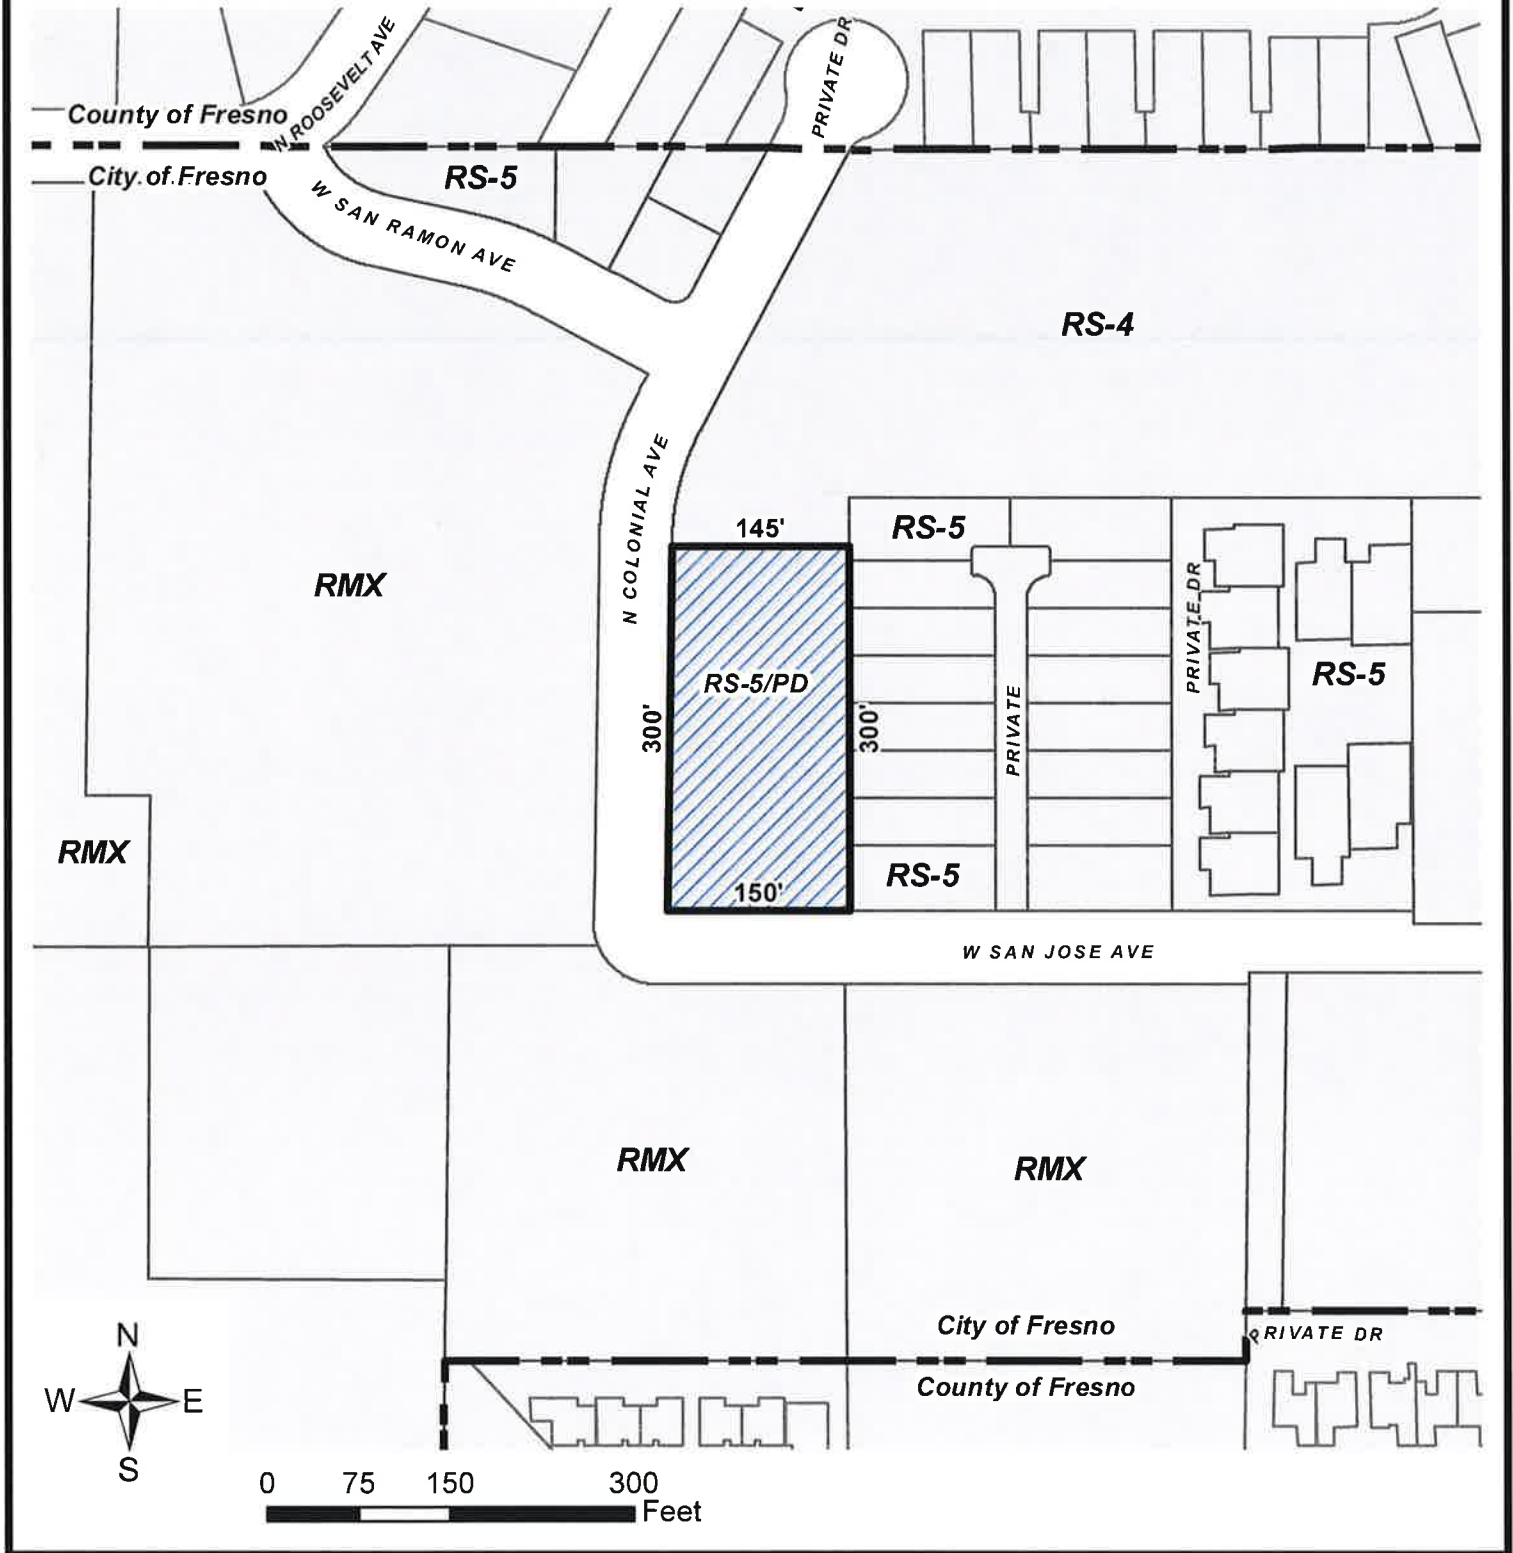 N ROOSEVELT AVE
PRIVATE DR
County of Fresno
City of Fresno
RS-5
W SAN RAMON AVE
RS-4
N COLONIAL AVE
145'
RS-5
RMX
PRIVATE DR
RS-5/PD
RS-5
300'
300'
PRIVATE
RMX
150'
RS-5
W SAN JOSE AVE
RMX
RMX
City of Fresno
PRIVATE DR
County of Fresno
N
W E
S
0 75 150 300
Feet